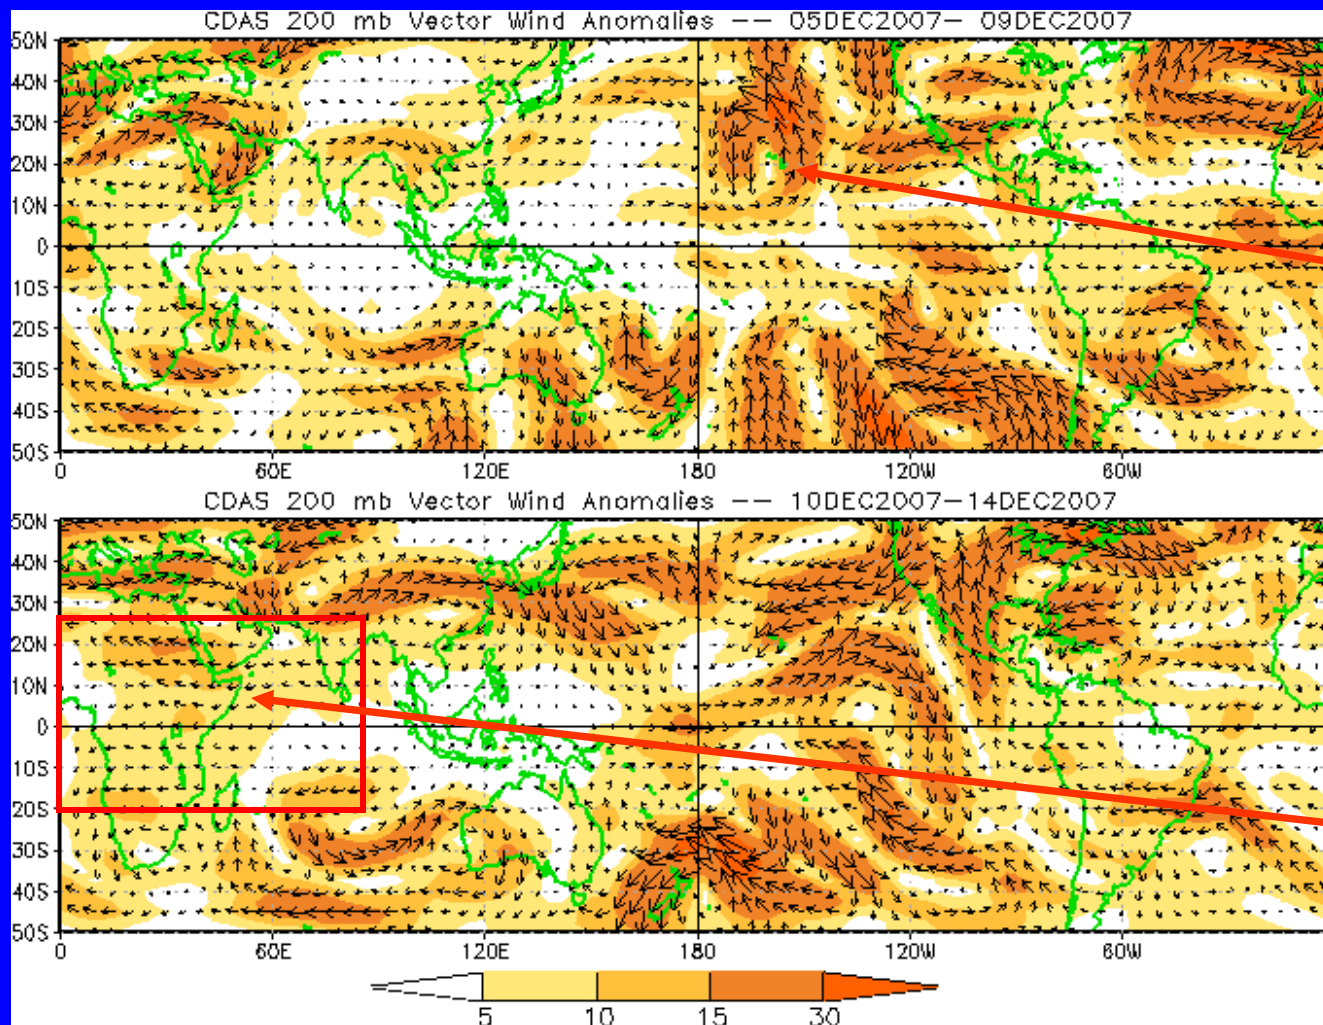 CDAS 200 mb Vector Wind Anomalies -- 05DEC2007- 09DEC2007
50N
40N
30N
20N
10N
0
10S
20S
30S
40S
50S
0 60E 120E 180 120W 60W
CDAS 200 mb Vector Wind Anomalies -- 10DEC2007-14DEC2007
50N
40N
30N
20N
10N
0
10S
20S
30S
40S
50S
0 60E 120E 180 120W 60W
5 10 15 30